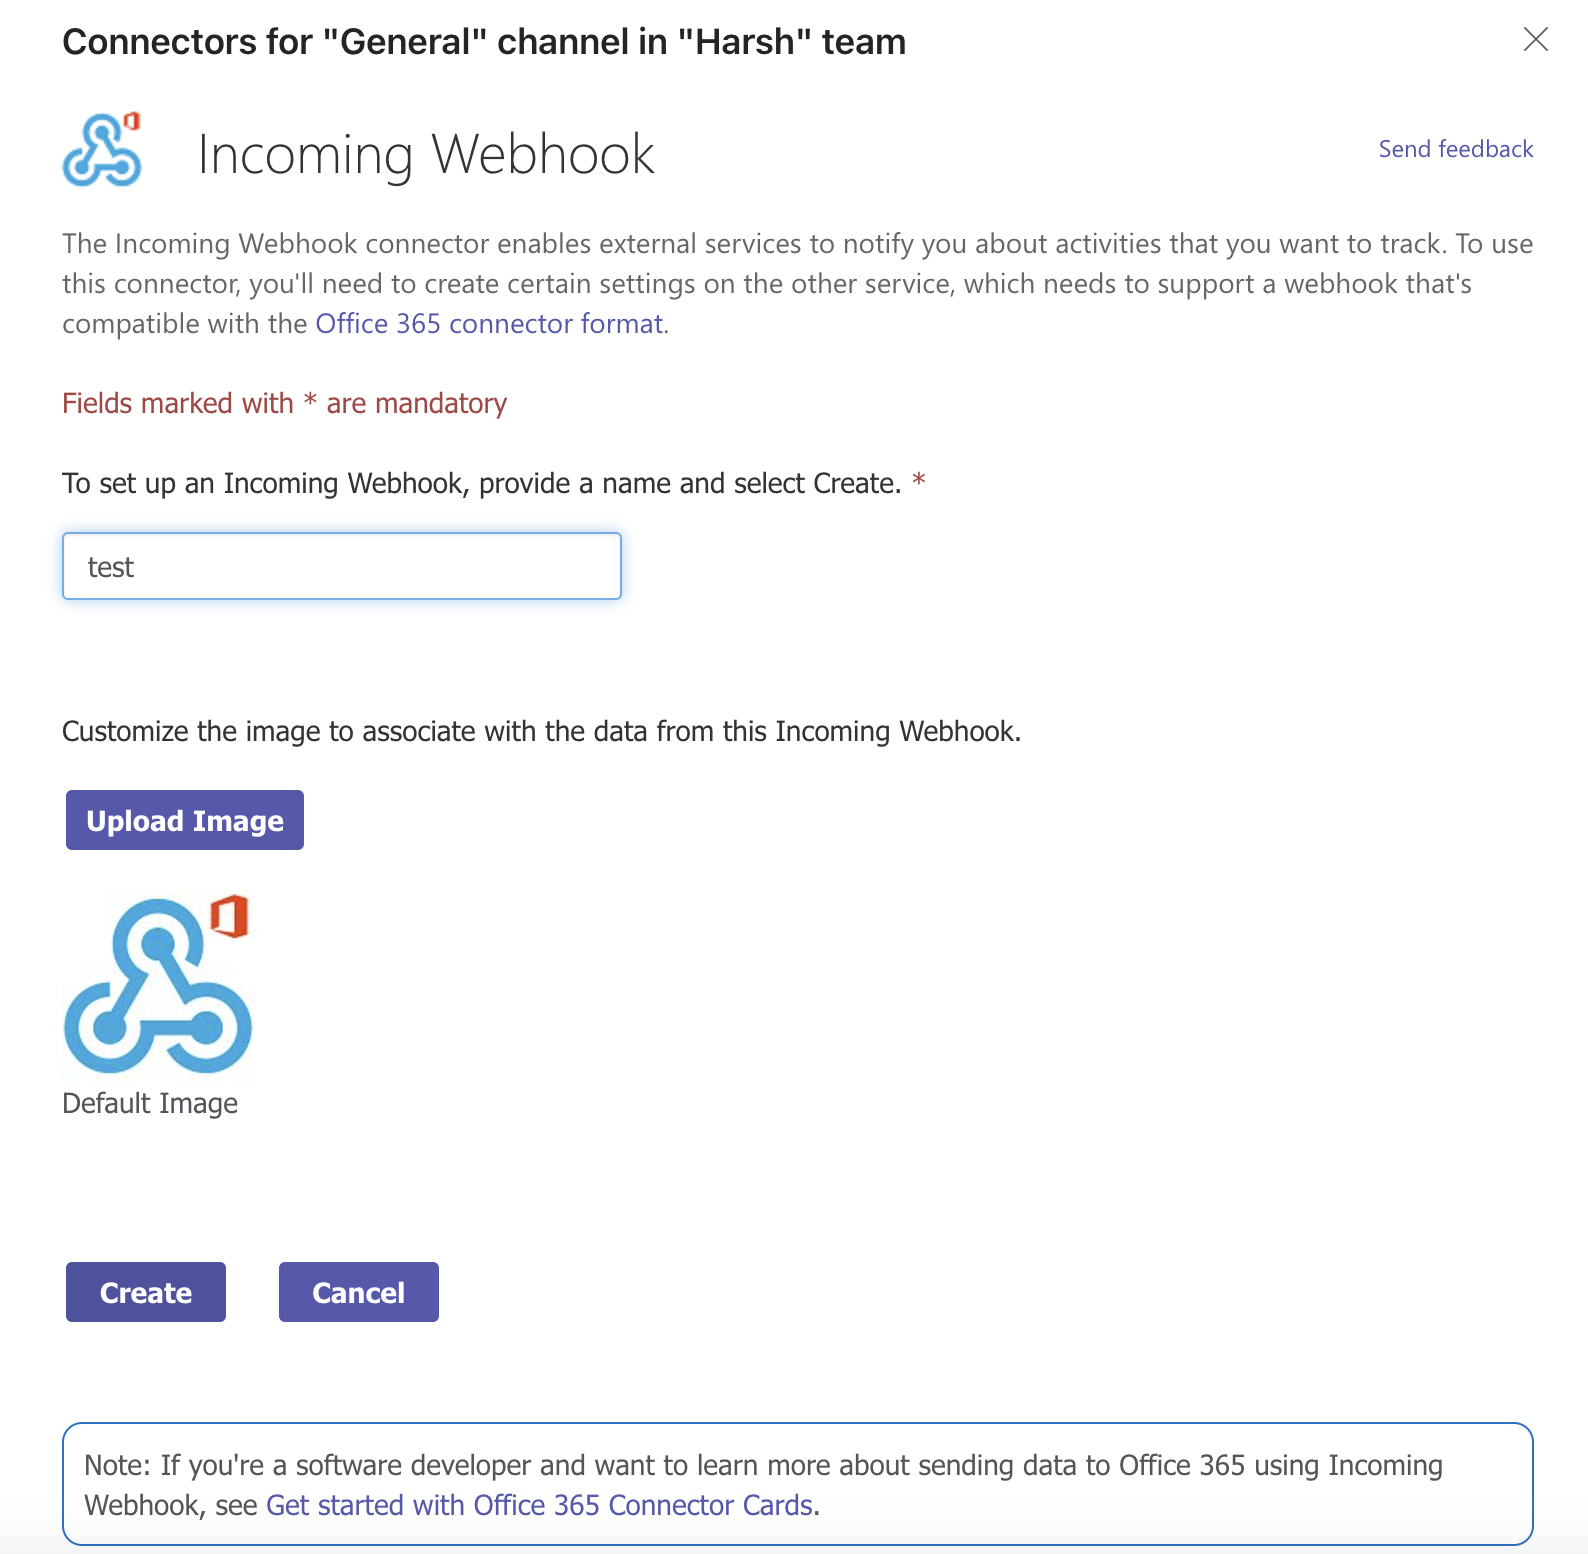 Connectors for "General" channel in "Harsh" team
Incoming Webhook
Send feedback
The Incoming Webhook connector enables external services to notify you about activities that you want to track. To use
this connector, you'll need to create certain settings on the other service, which needs to support a webhook that's
compatible with the Office 365 connector format.
Fields marked with * are mandatory
To set up an Incoming Webhook, provide a name and select Create. *
test
Customize the image to associate with the data from this Incoming Webhook.
Upload Image
Default Image
Create
Cancel
Note: If you're a software developer and want to learn more about sending data to Office 365 using Incoming
Webhook, see Get started with Office 365 Connector Cards.